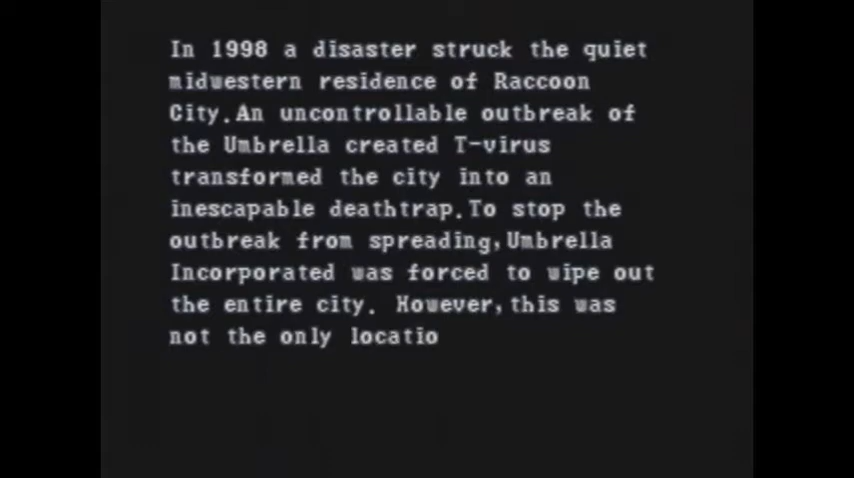 In 1998 a disaster struck the quiet
midwestern residence of Raccoon
City.An uncontrollable outbreak of
the Umbrella created T-virus
transformed the city into an
inescapable deathtrap.To stop the
outbreak from spreading,Umbrella
Incorporated was forced to wipe out
the entire city. However,this was
not the only locatio